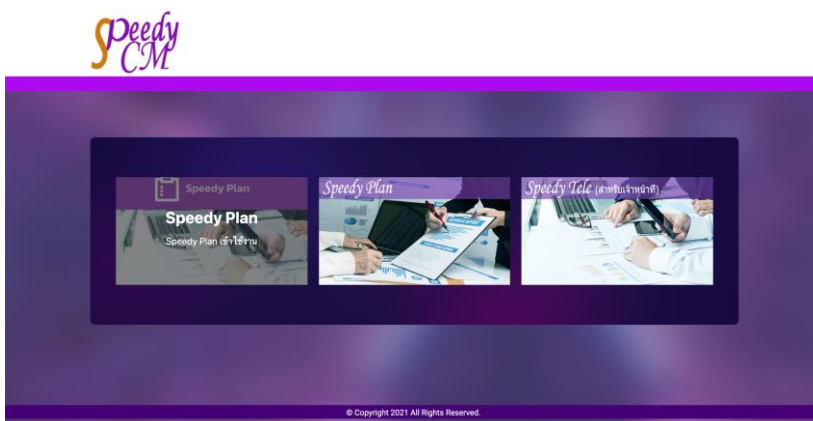 Speedy
CM
Speedy Plan
Speedy Plan
Speedy Plan เข้าใช้งาน
Speedy Plan
Speedy Tele (สำหรับเจ้าหน้าที่)
© Copyright 2021 All Rights Reserved.